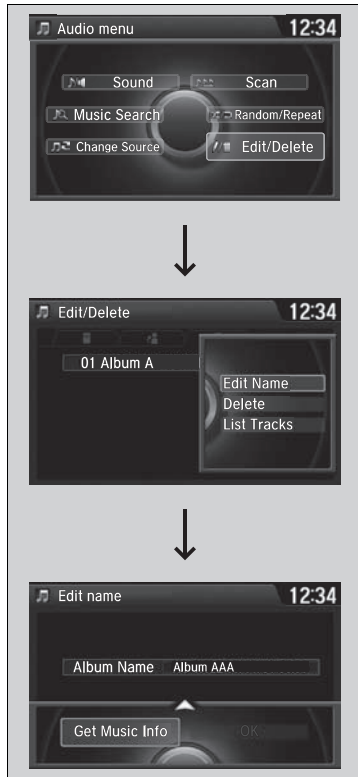 Audio menu 12:34
Sound Scan
Music Search Random/Repeat
Change Source Edit/Delete
Edit/Delete 12:34
01 Album A
Edit Name
Delete
List Tracks
Edit name 12:34
Album Name Album AAA
Get Music Info OK